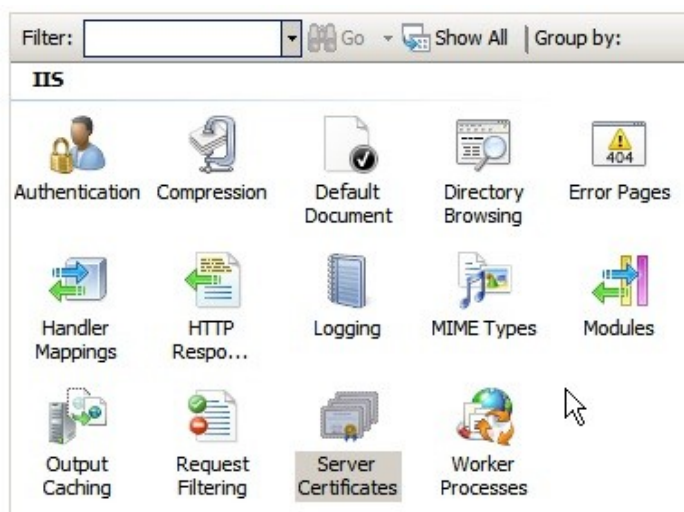 Filter: Go Show All Group by:
IIS
404
Authentication Compression Default Document Directory Browsing Error Pages
Handler Mappings HTTP Respo... Logging MIME Types Modules
Output Caching Request Filtering Server Certificates Worker Processes